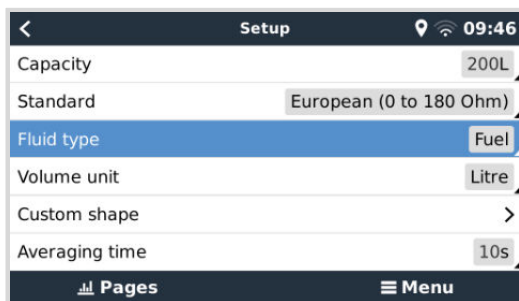 Setup 09:46
Capacity 200L
Standard European (0 to 180 Ohm)
Fluid type Fuel
Volume unit Litre
Custom shape
Averaging time 10s
Pages Menu